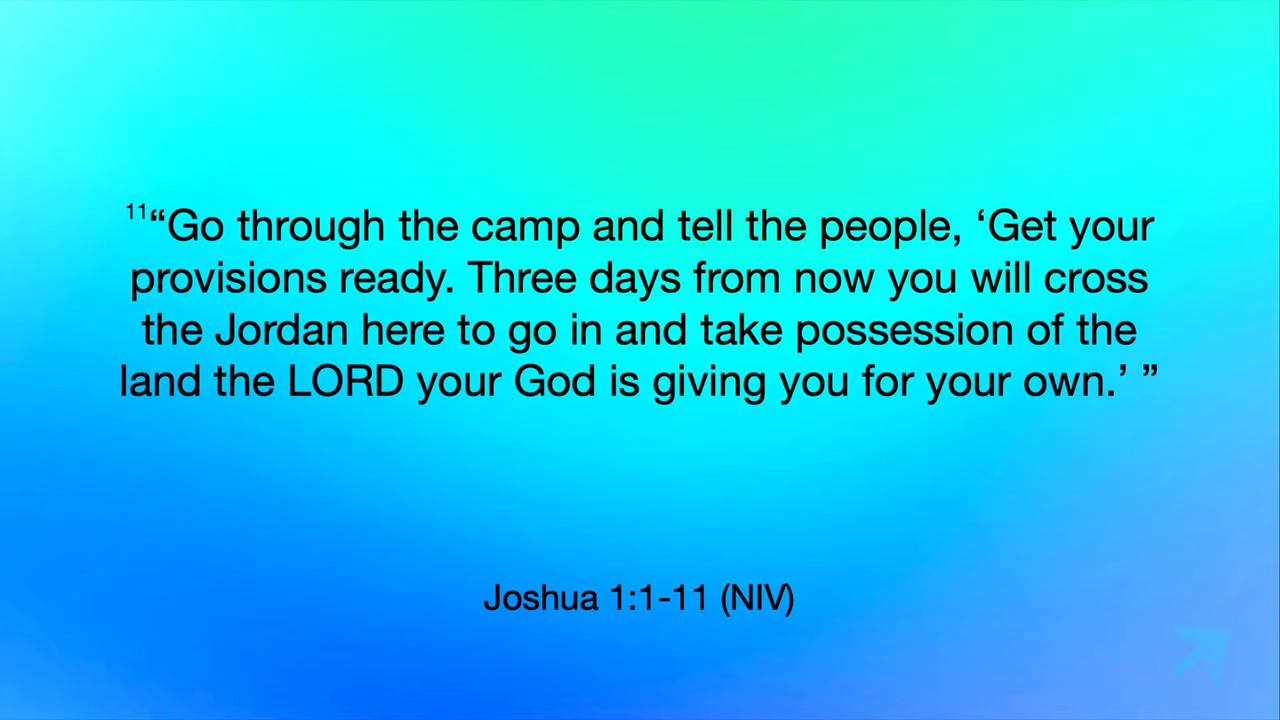 11“Go through the camp and tell the people, ‘Get your
provisions ready. Three days from now you will cross
the Jordan here to go in and take possession of the
land the LORD your God is giving you for your own.’ ”
Joshua 1:1-11 (NIV)